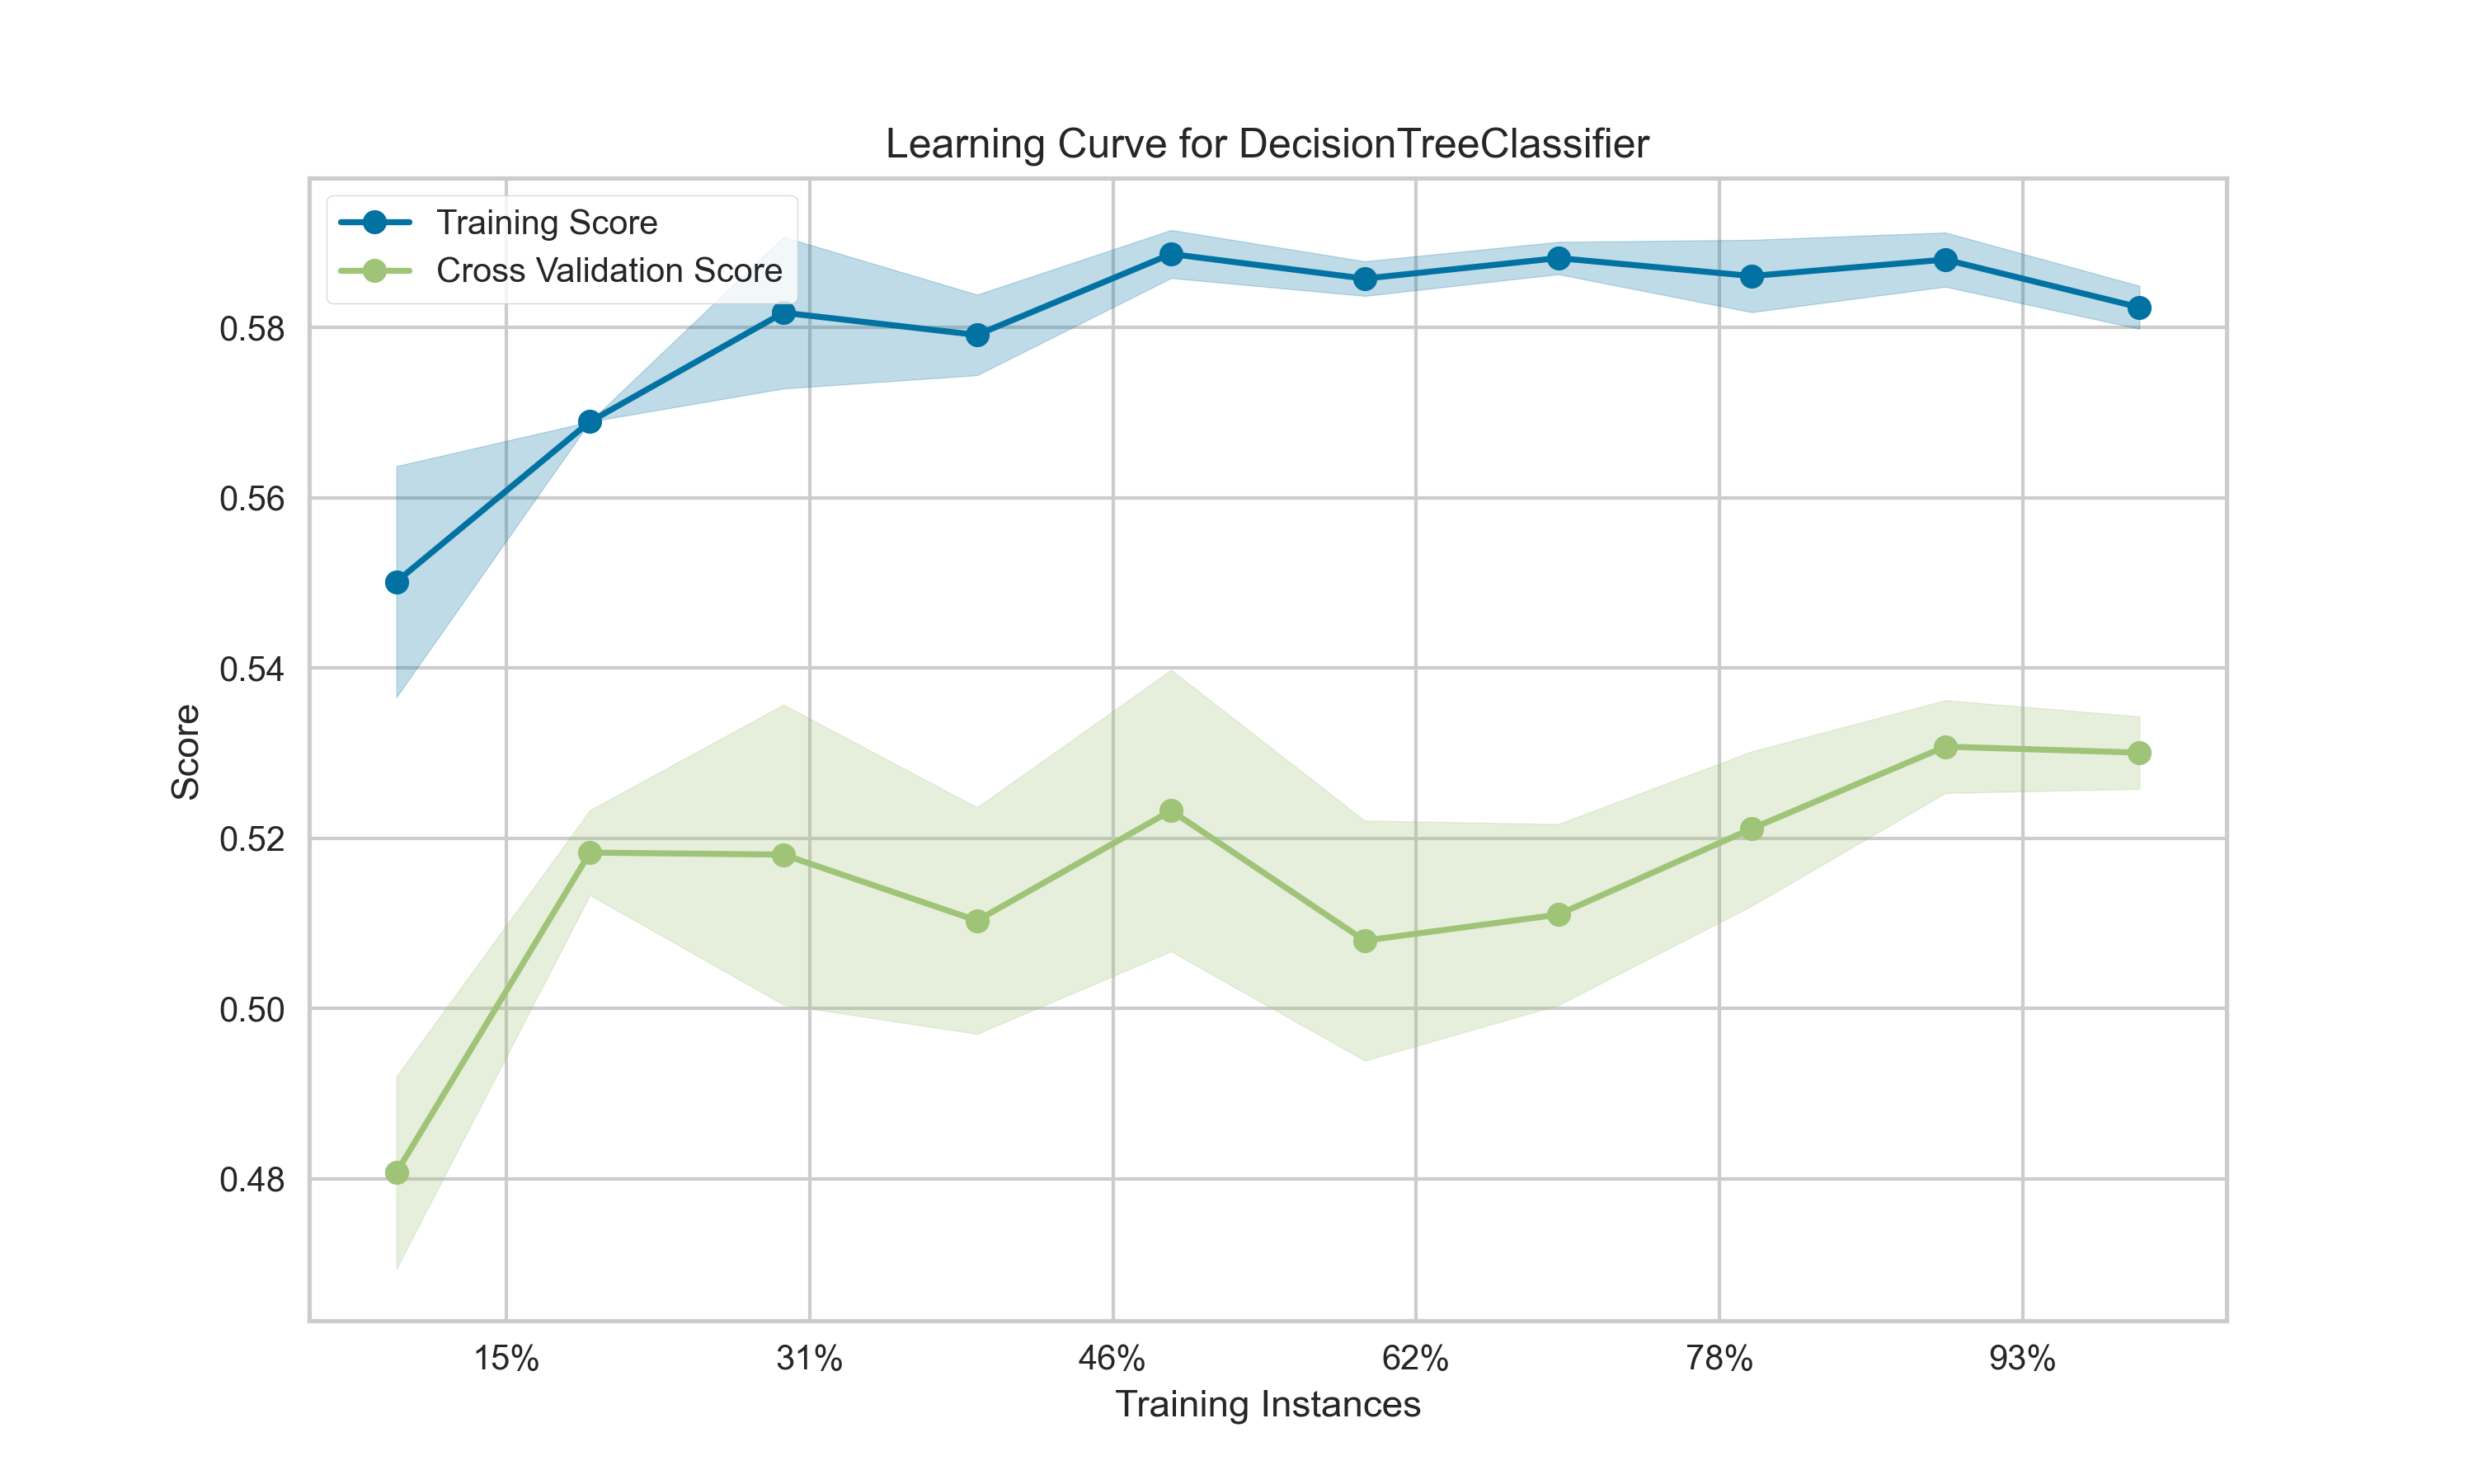 Learning Curve for DecisionTreeClassifier
Training Score
Cross Validation Score
0.58
0.56
0.54
0.52
0.50
0.48
Score
15% 31% 46% 62% 78% 93%
Training Instances